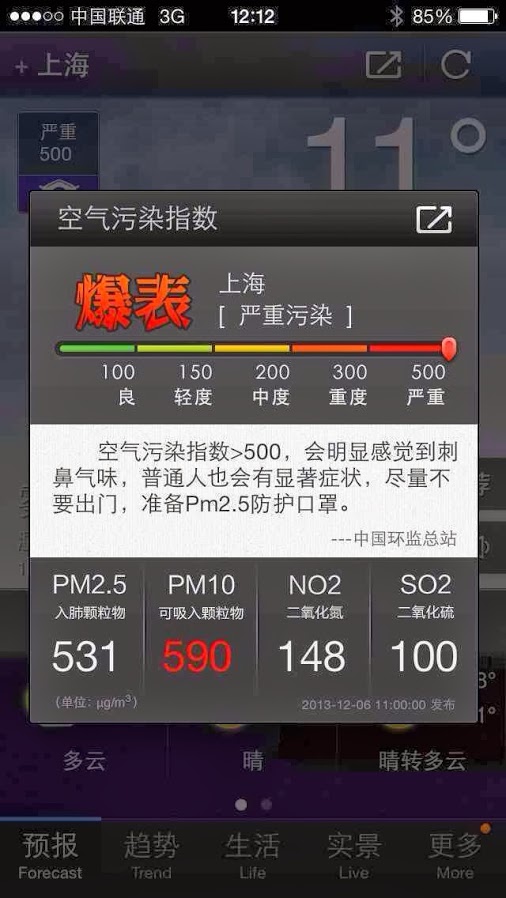 中国联通 3G 12:12 85%
+ 上海
严重
500
11°
空气污染指数
爆表
上海
[ 严重污染 ]
100 150 200 300 500
良 轻度 中度 重度 严重
空气污染指数>500，会明显感觉到刺
鼻气味，普通人也会有显著症状，尽量不
要出门，准备Pm2.5防护口罩。
---中国环监总站
PM2.5 PM10 NO2 SO2
入肺颗粒物 可吸入颗粒物 二氧化氮 二氧化硫
531 590 148 100
(单位: μg/m³) 2013-12-06 11:00:00 发布
多云 晴 晴转多云
预报 趋势 生活 实景 更多
Forecast Trend Life Live More